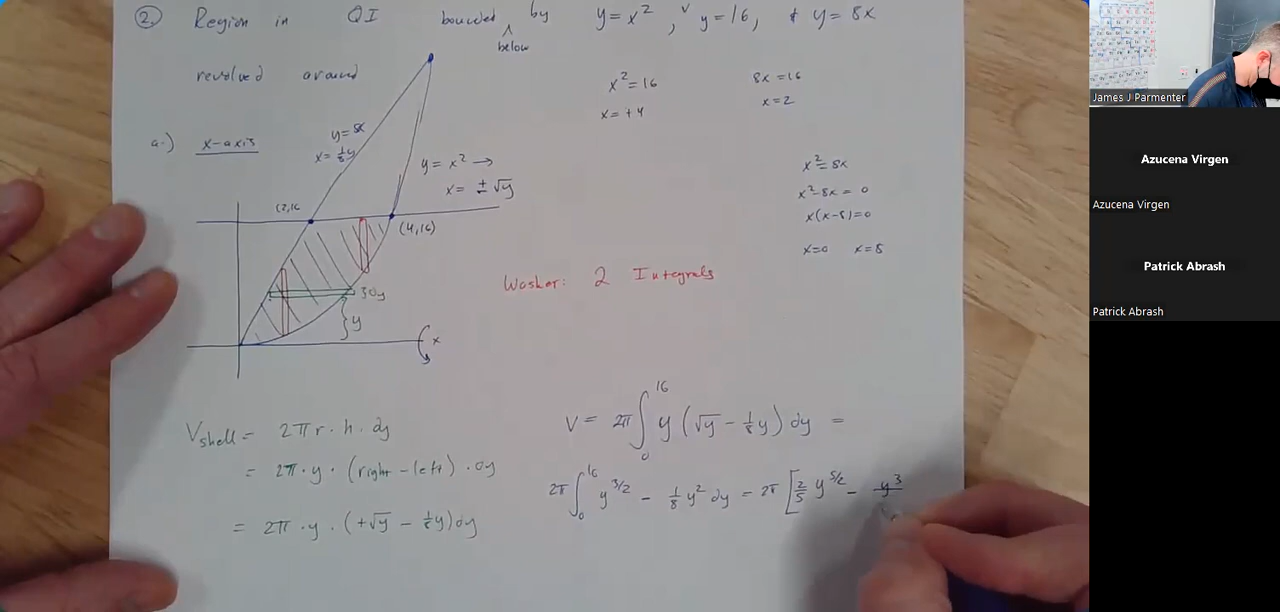 ② Region in QI bounded below by y = x², y = 16, & y = 8x
revolved around
a.) x-axis
x² = 16
x = +4
8x = 16
x = 2
x² = 8x
x² - 8x = 0
x(x-8) = 0
x=0 x=8
y = 8x
x = ⅛y
y = x² →
x = ± √y
(2,16
(4,16)
}Δy
}y
x
Washer: 2 Integrals
V shell = 2π r · h · dy
= 2π · y · (right - left) · dy
= 2π · y · (+√y - ⅛y) dy
V = 2π ∫₀¹⁶ y (√y - ⅛y) dy =
2π ∫₀¹⁶ y^3/2 - ⅛ y² dy = 2π [ 2/5 y^5/2 - y³
James J Parmenter
Azucena Virgen
Azucena Virgen
Patrick Abrash
Patrick Abrash